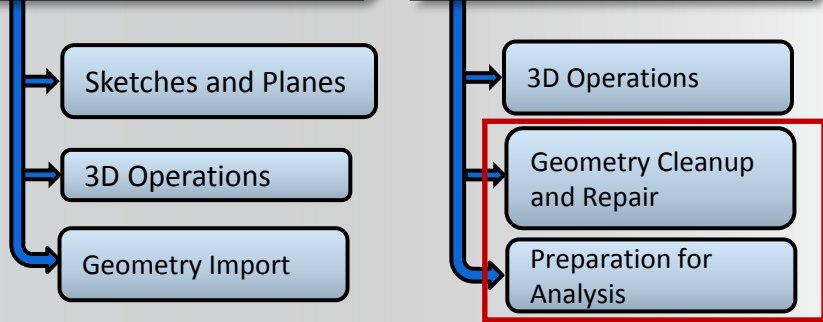 Sketches and Planes
3D Operations
Geometry Import
3D Operations
Geometry Cleanup
and Repair
Preparation for
Analysis